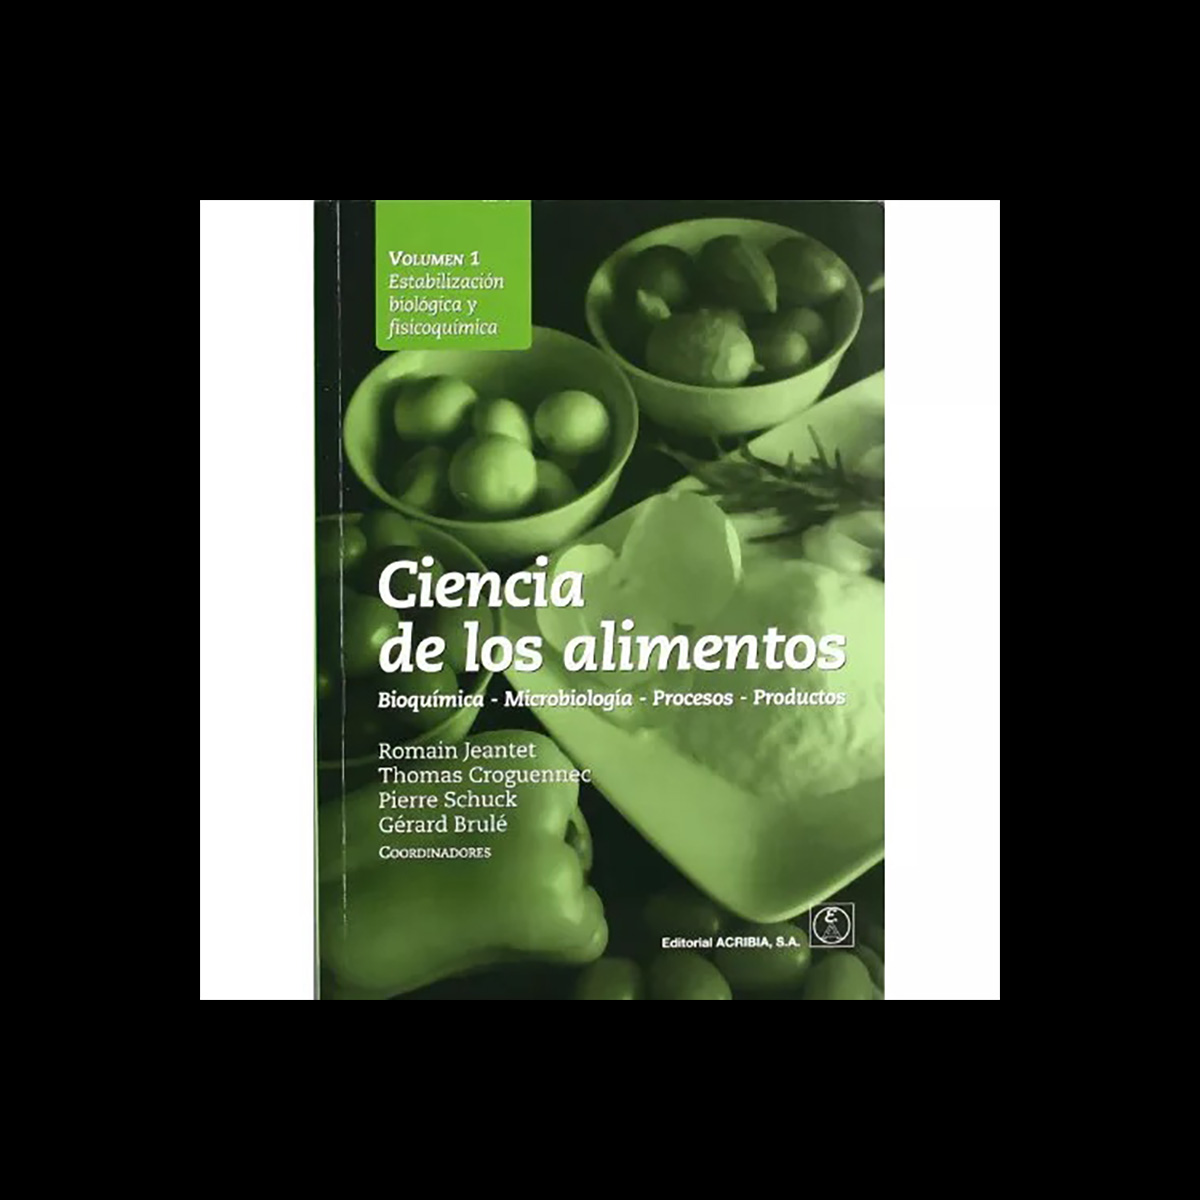 VOLUMEN 1
Estabilización
biológica y
fisicoquímica
Ciencia
de los alimentos
Bioquímica - Microbiología - Procesos - Productos
Romain Jeantet
Thomas Croguennec
Pierre Schuck
Gérard Brulé
COORDINADORES
Editorial ACRIBIA, S.A.